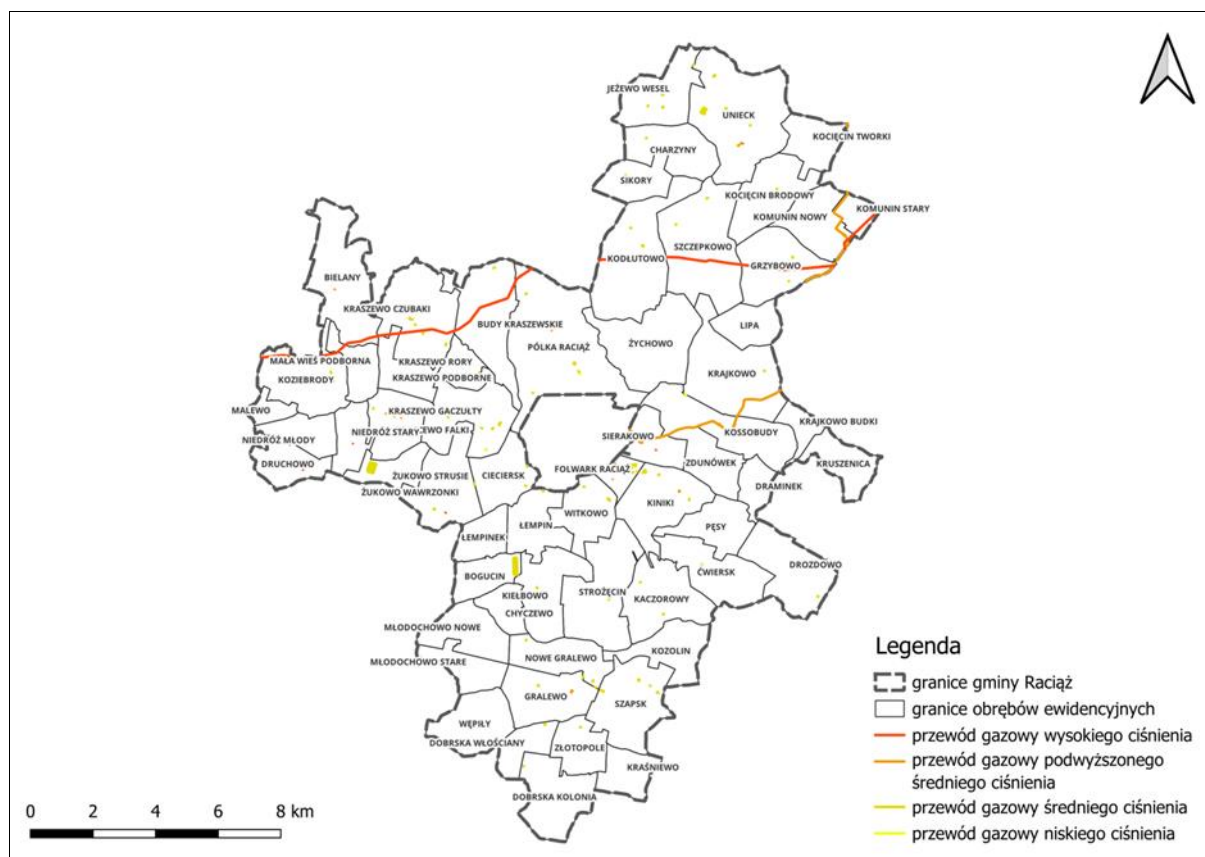 JEŻEWO WESEL
UNIECK
KOCIĘCIN TWORKI
CHARZYNY
SIKORY
KOCIĘCIN BRODOWY
KOMUNIN STARY
KOMUNIN NOWY
SZCZEPKOWO
KODŁUTOWO
GRZYBOWO
BIELANY
KRASZEWO CZUBAKI
BUDY KRASZEWSKIE
LIPA
PÓLKA RACIĄŻ
ŻYCHOWO
MAŁA WIEŚ PODBORNA
KRASZEWO RORY
KOZIEBRODY
KRASZEWO PODBORNE
KRAJKOWO
MALEWO
KRASZEWO GACZUŁTY
KRAJKOWO BUDKI
NIEDRÓŻ MŁODY
NIEDRÓŻ STARY
EWO FALKI
SIERAKOWO
KOSSOBUDY
DRUCHOWO
ŻUKOWO STRUSIE
CIECIERSK
FOLWARK RACIĄŻ
ZDUNÓWEK
KRUSZENICA
ŻUKOWO WAWRZONKI
KINIKI
DRAMINEK
WITKOWO
ŁEMPIN
ŁEMPINEK
PĘSY
DROZDOWO
BOGUCIN
ĆWIERSK
KIEŁBOWO
STROŻĘCIN
KACZOROWY
CHYCZEWO
MŁODOCHOWO NOWE
KOZOLIN
NOWE GRALEWO
MŁODOCHOWO STARE
GRALEWO
SZAPSK
WĘPIŁY
DOBRSKA WŁOŚCIANY
ZŁOTOPOLE
KRAŚNIEWO
DOBRSKA KOLONIA
Legenda
granice gminy Raciąż
granice obrębów ewidencyjnych
przewód gazowy wysokiego ciśnienia
przewód gazowy podwyższonego
średniego ciśnienia
przewód gazowy średniego ciśnienia
przewód gazowy niskiego ciśnienia
0 2 4 6 8 km